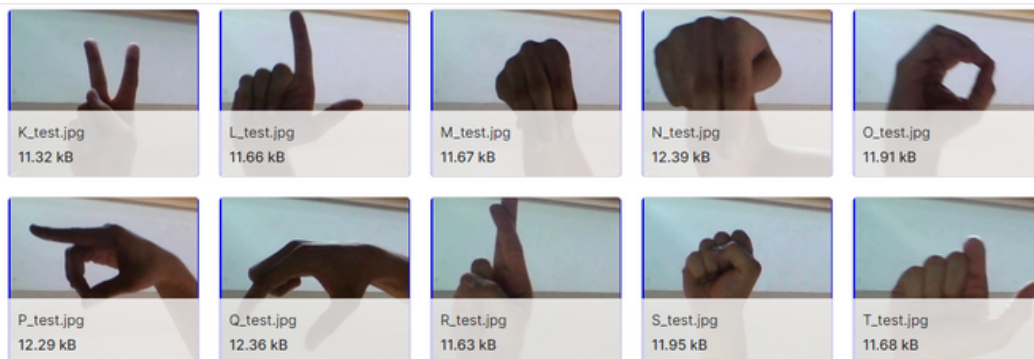 K_test.jpg
11.32 kB
L_test.jpg
11.66 kB
M_test.jpg
11.67 kB
N_test.jpg
12.39 kB
O_test.jpg
11.91 kB
P_test.jpg
12.29 kB
Q_test.jpg
12.36 kB
R_test.jpg
11.63 kB
S_test.jpg
11.95 kB
T_test.jpg
11.68 kB